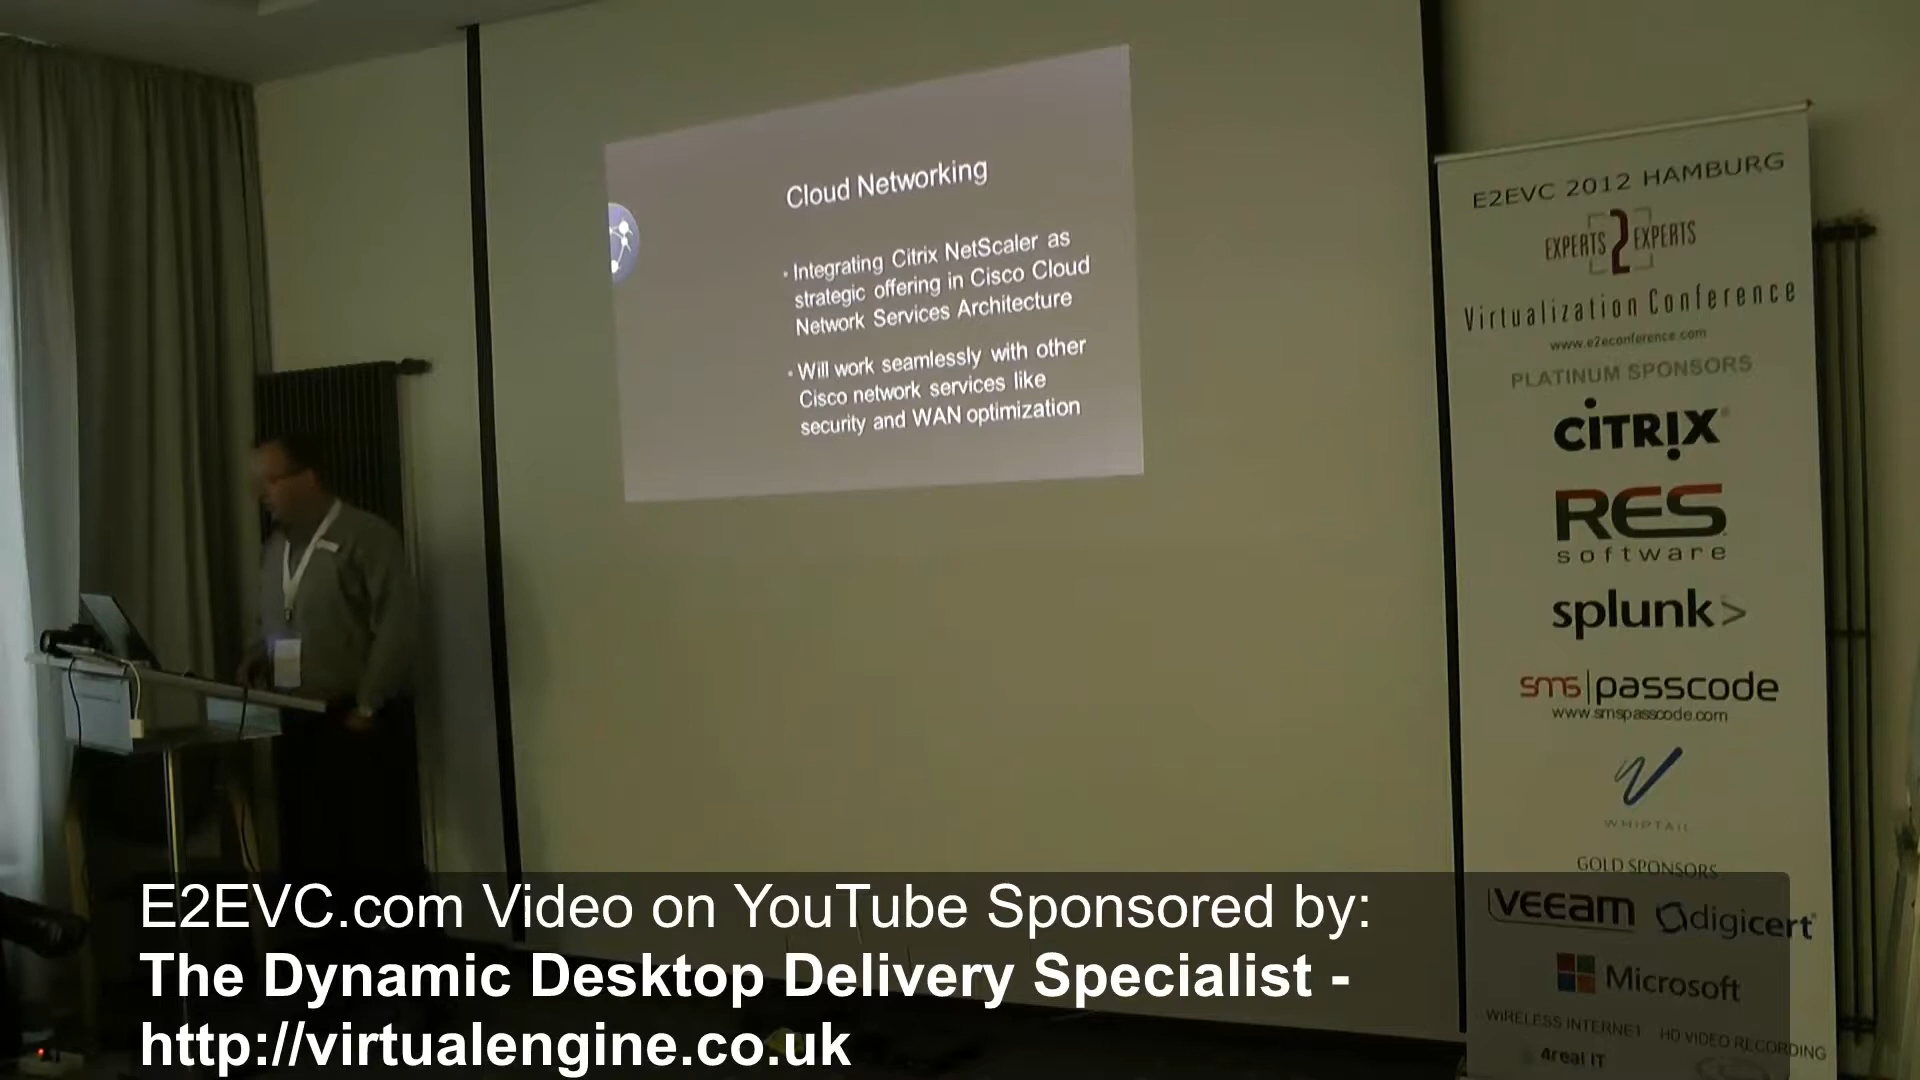 Cloud Networking
• Integrating Citrix NetScaler as
strategic offering in Cisco Cloud
Network Services Architecture
• Will work seamlessly with other
Cisco network services like
security and WAN optimization
E2EVC 2012 HAMBURG
EXPERTS 2 EXPERTS
Virtualization Conference
www.e2econference.com
PLATINUM SPONSORS
CITRIX
RES
software
splunk>
sms|passcode
www.smspasscode.com
WHIPTAIL
GOLD SPONSORS
veeam digicert
Microsoft
WIRELESS INTERNET HD VIDEO RECORDING
4real IT
E2EVC.com Video on YouTube Sponsored by:
The Dynamic Desktop Delivery Specialist -
http://virtualengine.co.uk